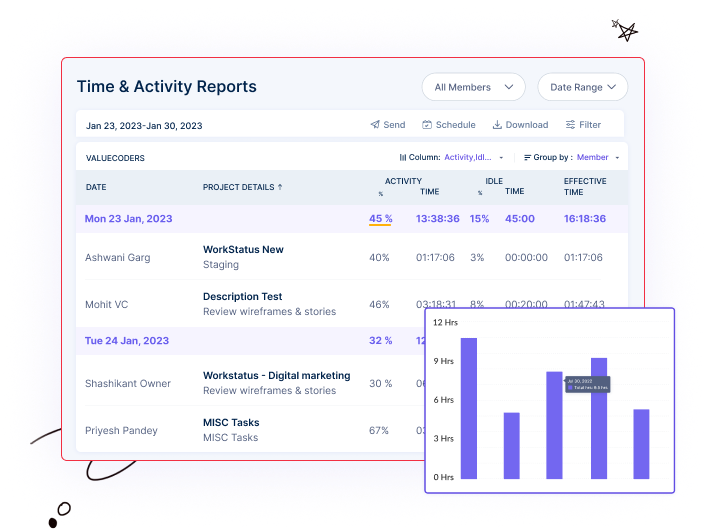 Time & Activity Reports
All Members
Date Range
Jan 23, 2023-Jan 30, 2023
Send
Schedule
Download
Filter
VALUECODERS
Column: Activity,Idl...
Group by : Member
DATE
PROJECT DETAILS ↑
ACTIVITY
% TIME
IDLE
% TIME
EFFECTIVE
TIME
Mon 23 Jan, 2023 45 % 13:38:36 15% 45:00 16:18:36
Ashwani Garg
WorkStatus New
Staging
40% 01:17:06 3% 00:00:00 01:17:06
Mohit VC
Description Test
Review wireframes & stories
46% 03:18:31 8% 00:20:00 01:47:43
Tue 24 Jan, 2023 32 % 12
Shashikant Owner
Workstatus - Digital marketing
Review wireframes & stories
30 %
Priyesh Pandey
MISC Tasks
MISC Tasks
67%
12 Hrs
9 Hrs
6 Hrs
3 Hrs
0 Hrs
Jul 30, 2022
Total hrs: 8.5 hrs